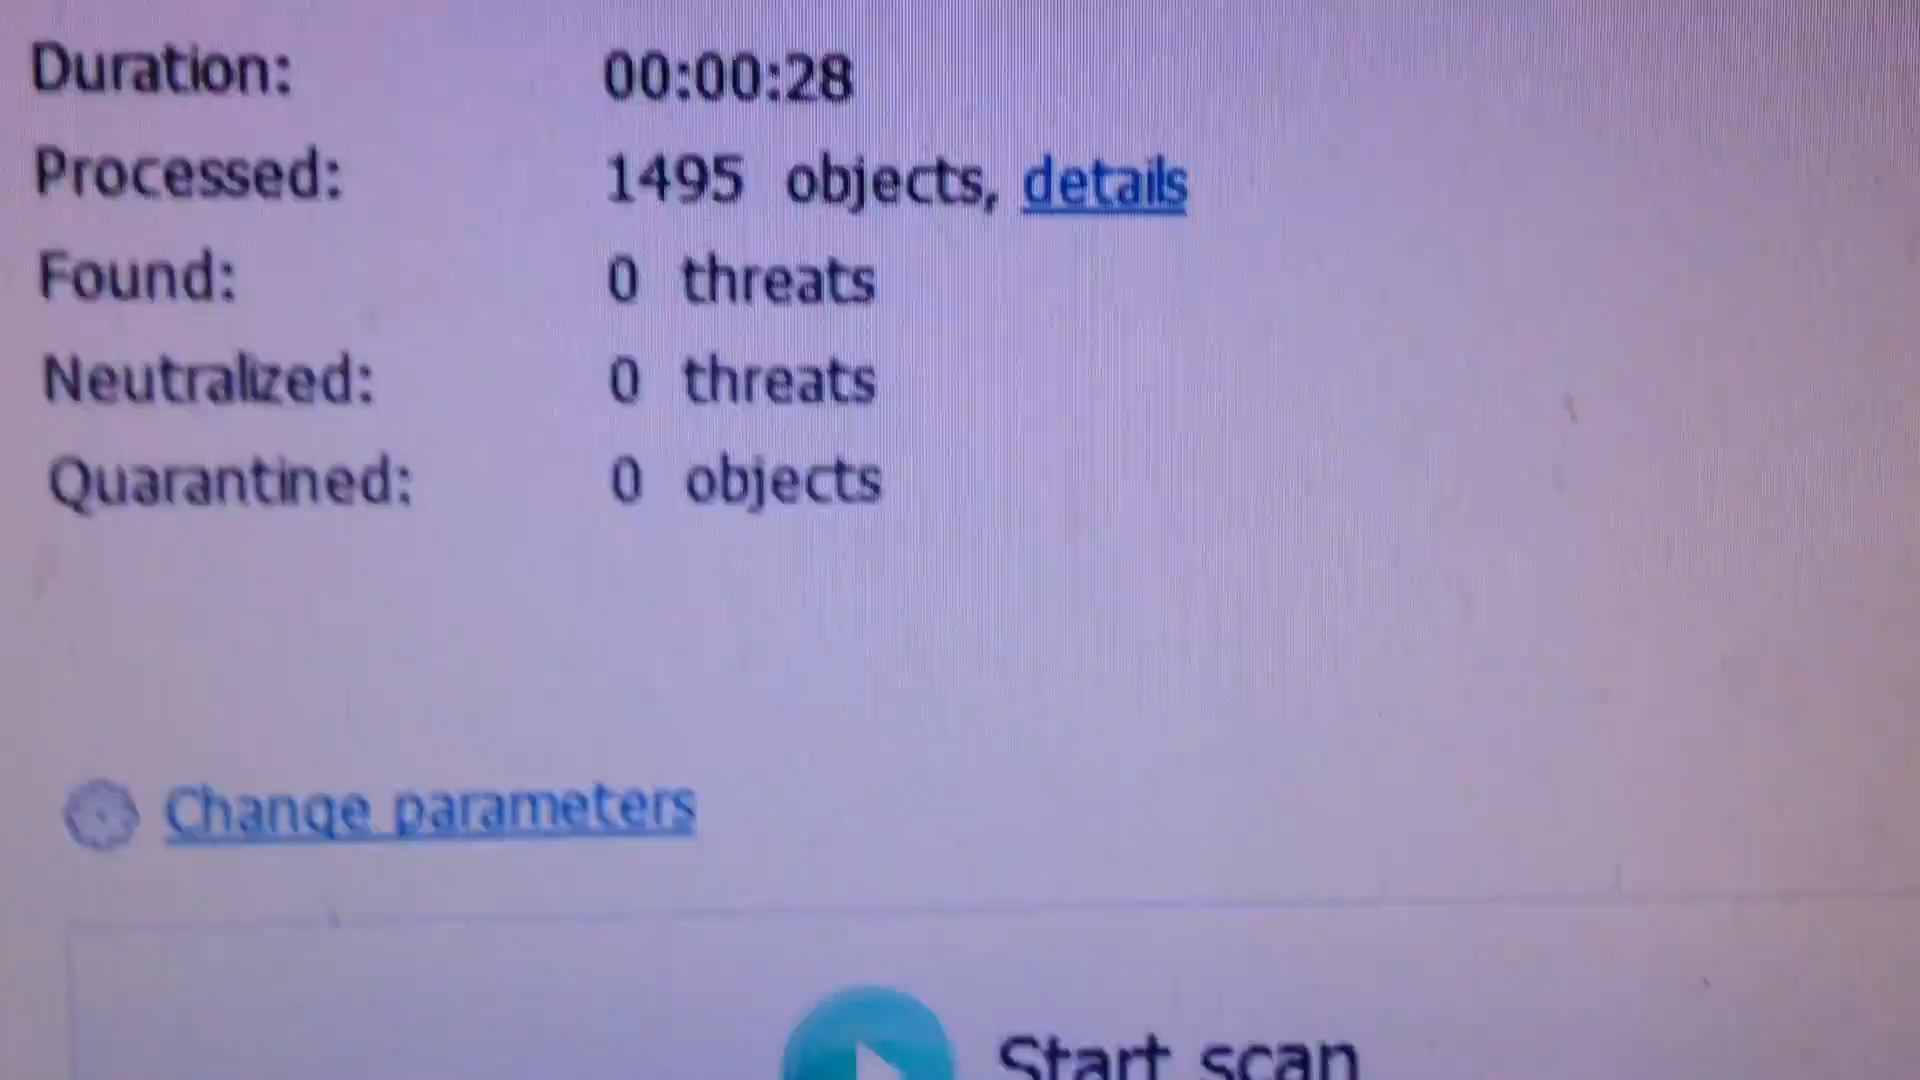 Duration: 00:00:28
Processed: 1495 objects, details
Found: 0 threats
Neutralized: 0 threats
Quarantined: 0 objects
Change parameters
Start scan